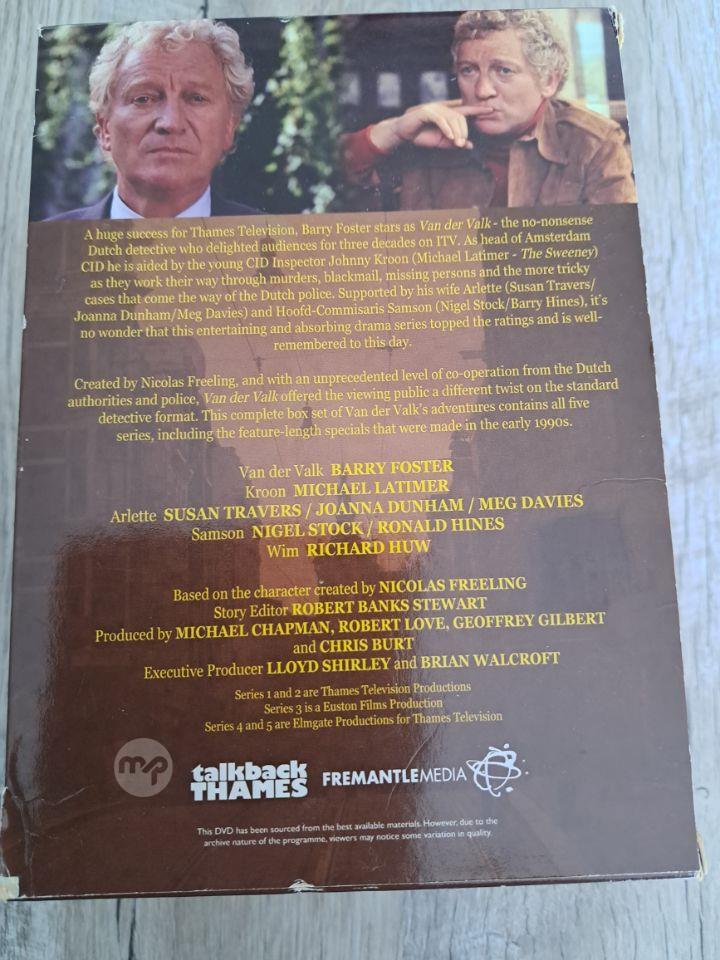 A huge success for Thames Television, Barry Foster stars as Van der Valk - the no-nonsense
Dutch detective who delighted audiences for three decades on ITV. As head of Amsterdam
CID he is aided by the young CID Inspector Johnny Kroon (Michael Latimer - The Sweeney)
as they work their way through murders, blackmail, missing persons and the more tricky
cases that come the way of the Dutch police. Supported by his wife Arlette (Susan Travers/
Joanna Dunham/Meg Davies) and Hoofd-Commisaris Samson (Nigel Stock/Barry Hines), it's
no wonder that this entertaining and absorbing drama series topped the ratings and is well-
remembered to this day.
Created by Nicolas Freeling, and with an unprecedented level of co-operation from the Dutch
authorities and police, Van der Valk offered the viewing public a different twist on the standard
detective format. This complete box set of Van der Valk's adventures contains all five
series, including the feature-length specials that were made in the early 1990s.
Van der Valk BARRY FOSTER
Kroon MICHAEL LATIMER
Arlette SUSAN TRAVERS / JOANNA DUNHAM / MEG DAVIES
Samson NIGEL STOCK / RONALD HINES
Wim RICHARD HUW
Based on the character created by NICOLAS FREELING
Story Editor ROBERT BANKS STEWART
Produced by MICHAEL CHAPMAN, ROBERT LOVE, GEOFFREY GILBERT
and CHRIS BURT
Executive Producer LLOYD SHIRLEY and BRIAN WALCROFT
Series 1 and 2 are Thames Television Productions
Series 3 is a Euston Films Production
Series 4 and 5 are Elmgate Productions for Thames Television
mp
talkback
THAMES
FREMANTLEMEDIA
This DVD has been sourced from the best available materials. However, due to the
archive nature of the programme, viewers may notice some variation in quality.